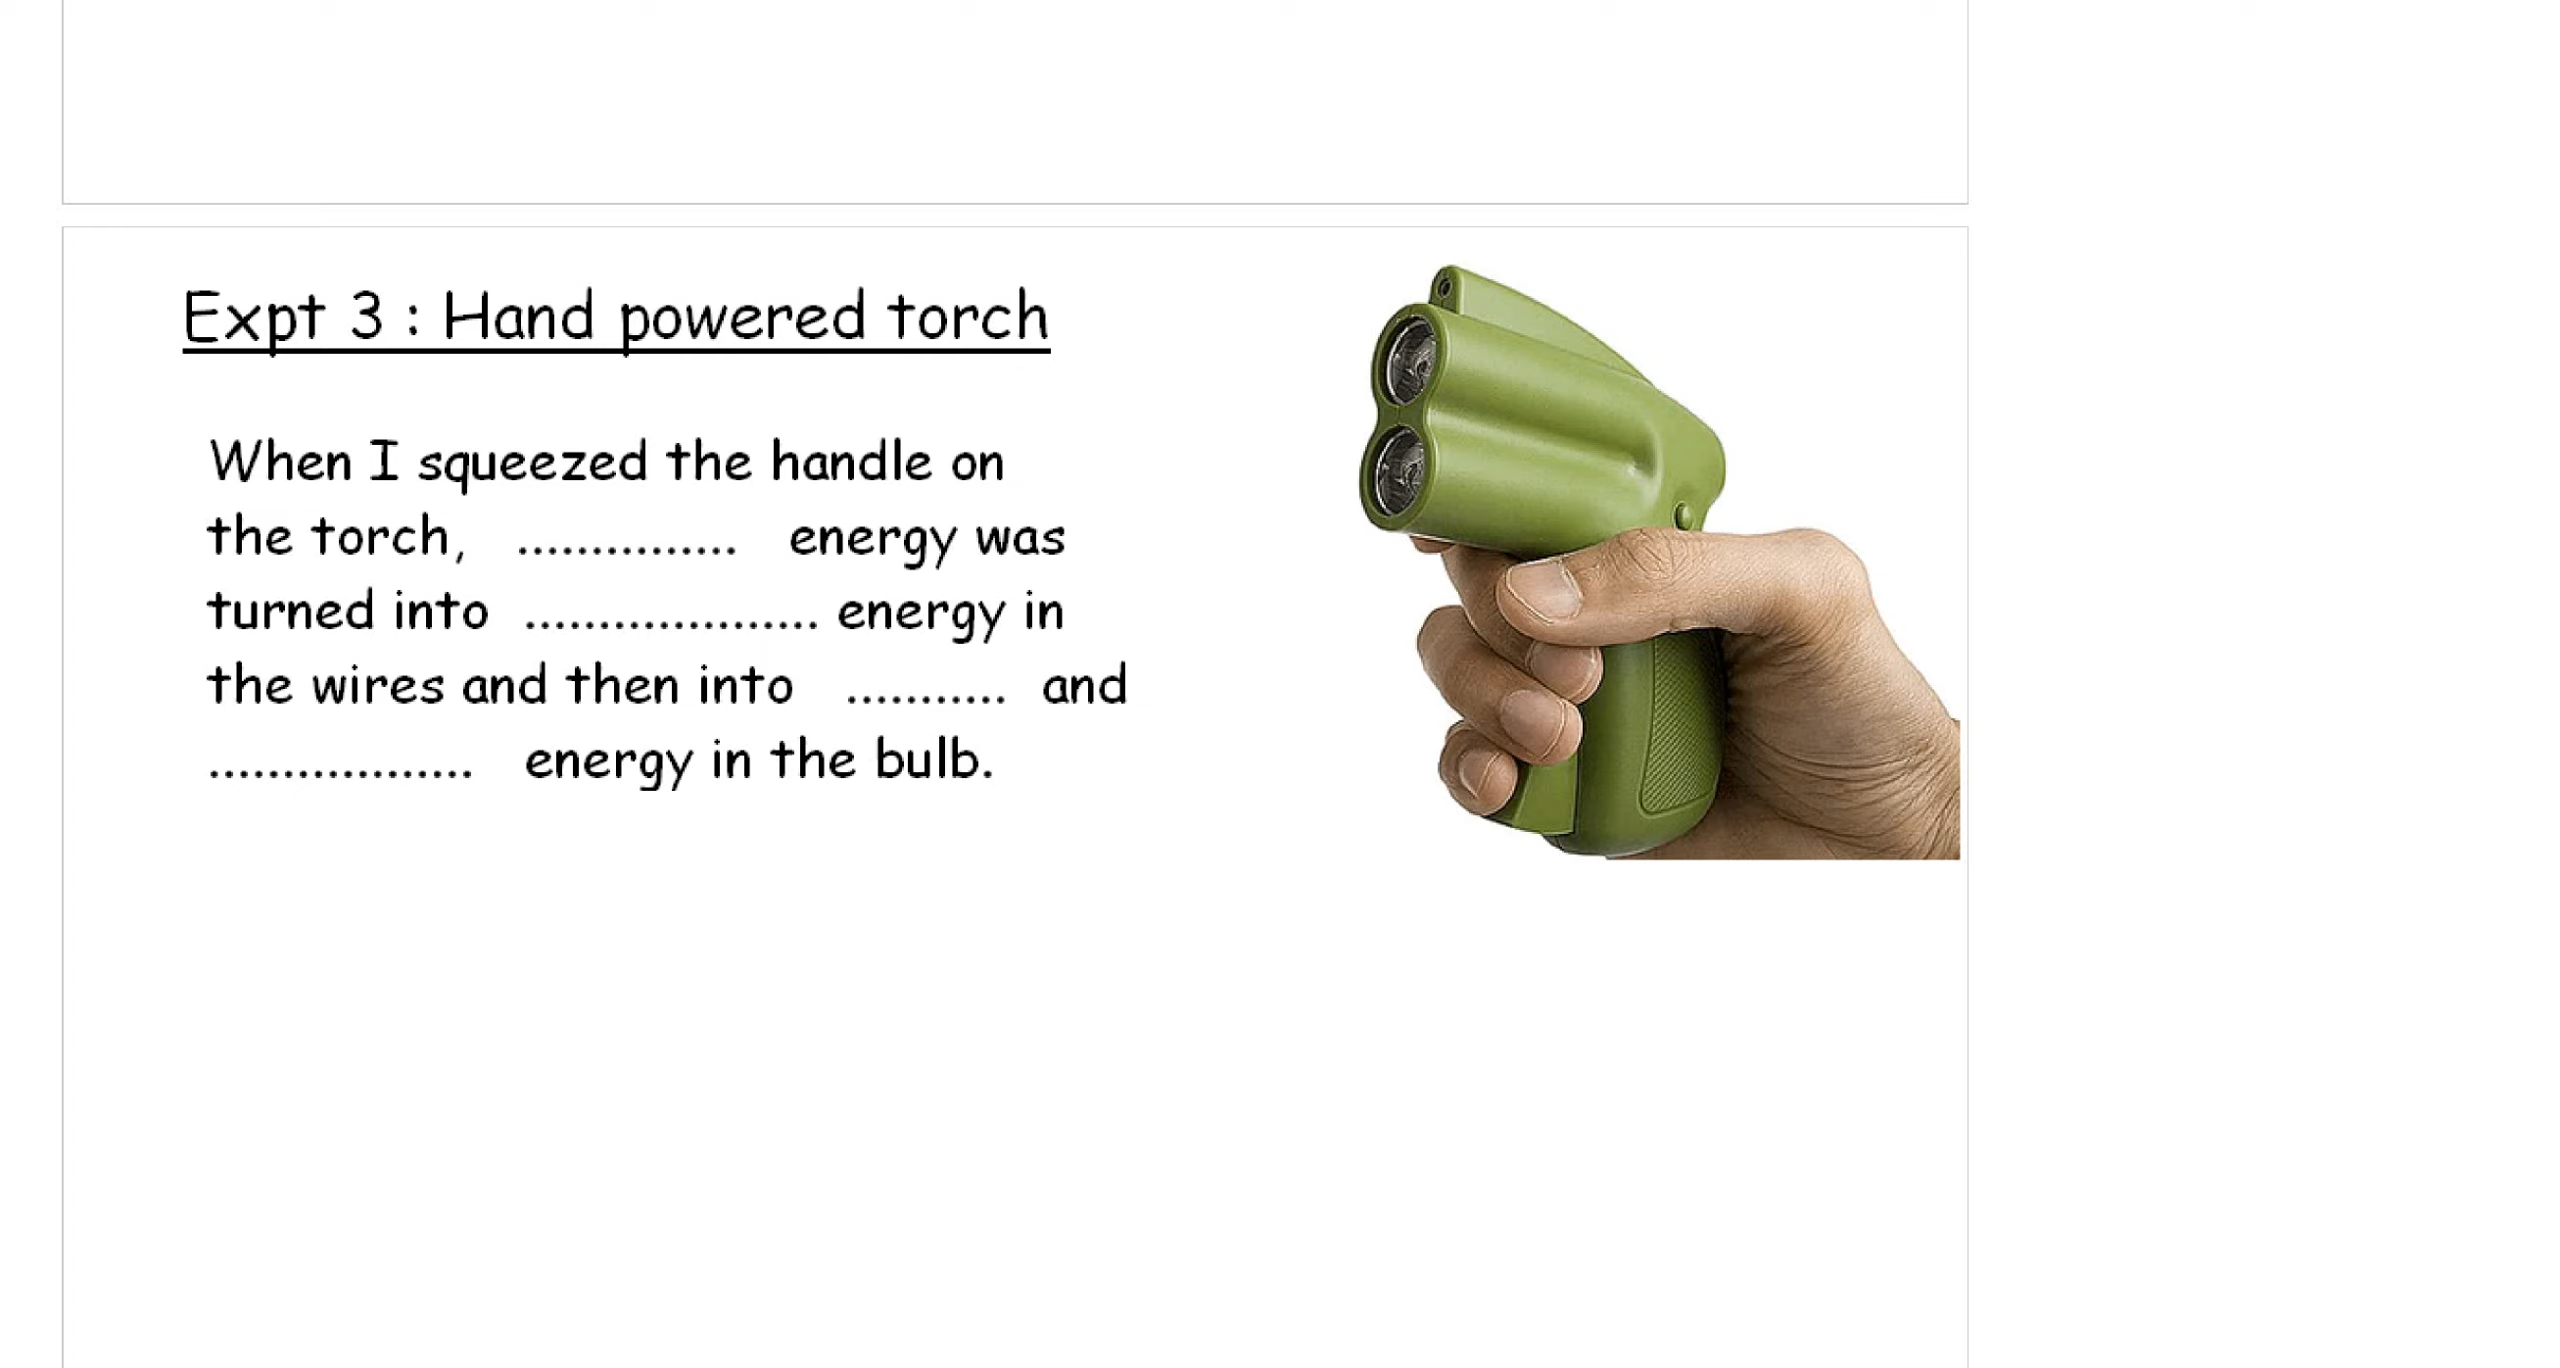 Expt 3 : Hand powered torch
When I squeezed the handle on
the torch, ............... energy was
turned into .................... energy in
the wires and then into ........... and
.................. energy in the bulb.